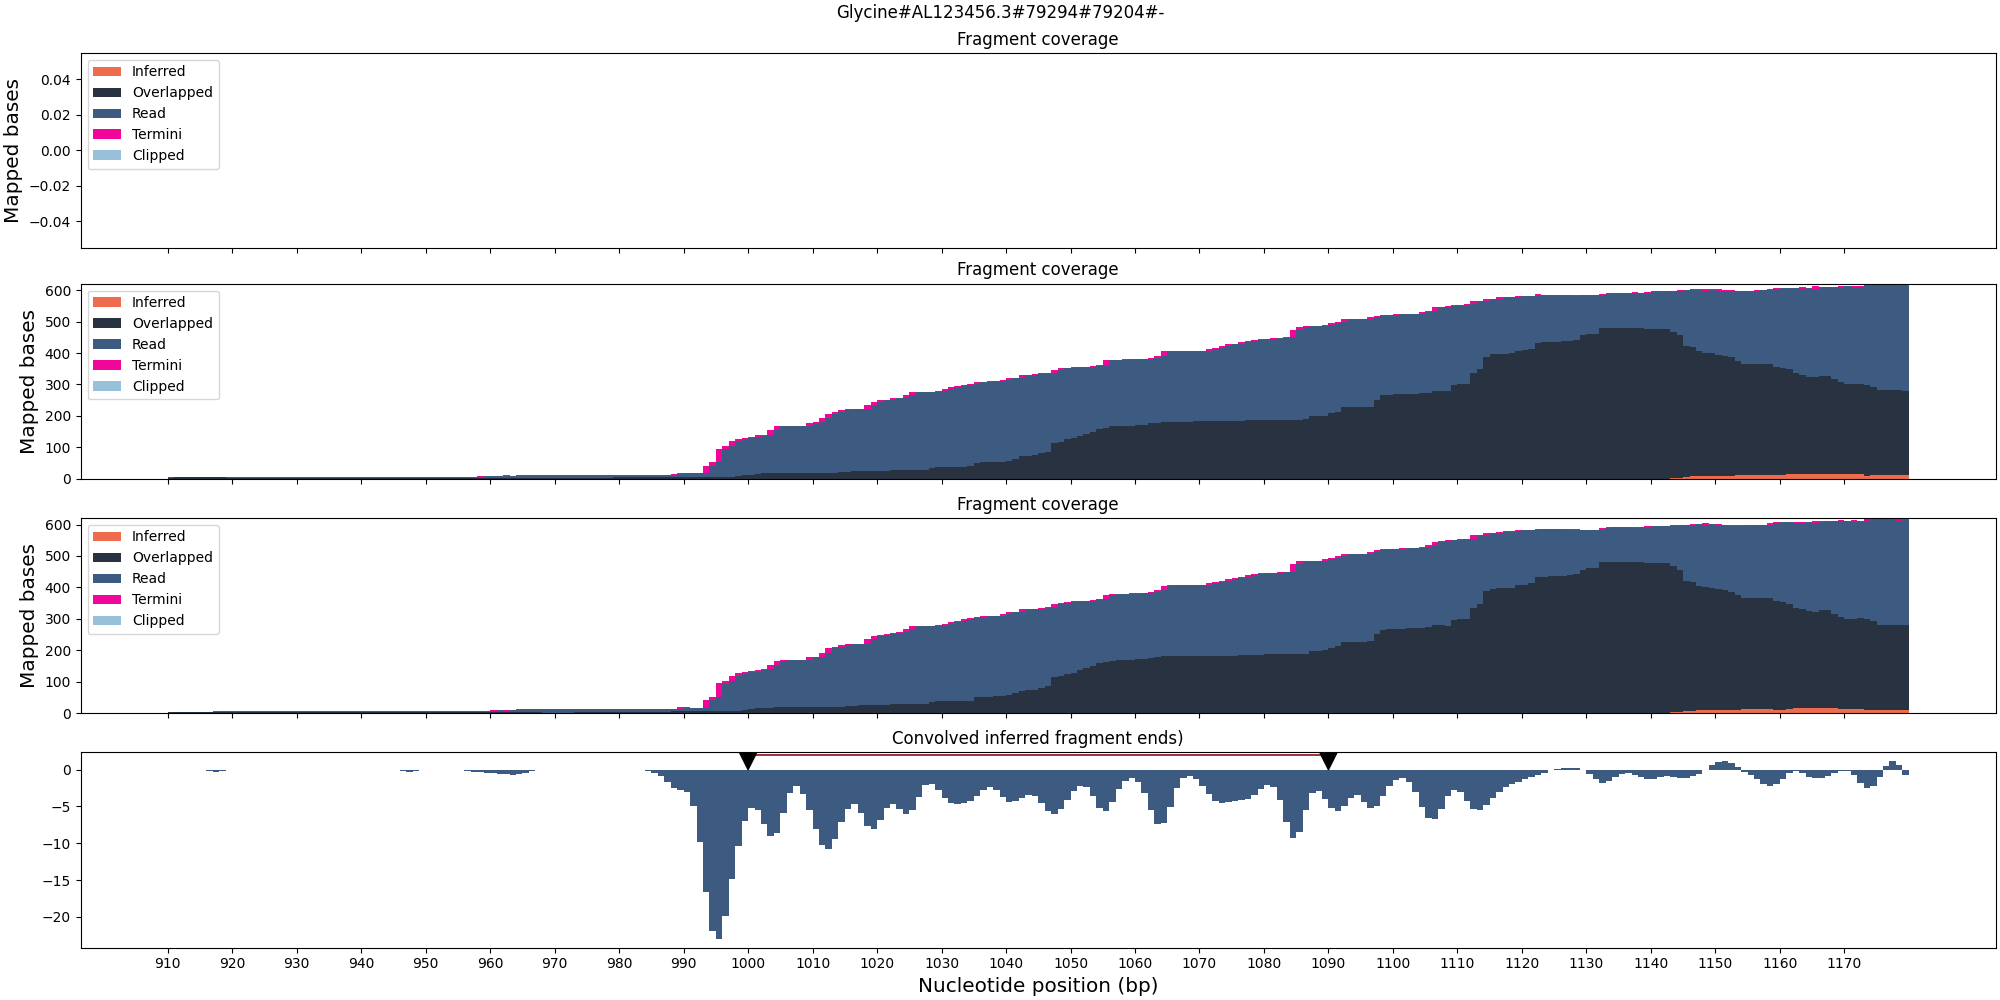 Glycine#AL123456.3#79294#79204#-
Fragment coverage
Mapped bases
0.04
0.02
0.00
−0.02
−0.04
Inferred
Overlapped
Read
Termini
Clipped
Fragment coverage
Mapped bases
600
500
400
300
200
100
0
Inferred
Overlapped
Read
Termini
Clipped
Fragment coverage
Mapped bases
600
500
400
300
200
100
0
Inferred
Overlapped
Read
Termini
Clipped
Convolved inferred fragment ends)
0
−5
−10
−15
−20
910 920 930 940 950 960 970 980 990 1000 1010 1020 1030 1040 1050 1060 1070 1080 1090 1100 1110 1120 1130 1140 1150 1160 1170
Nucleotide position (bp)